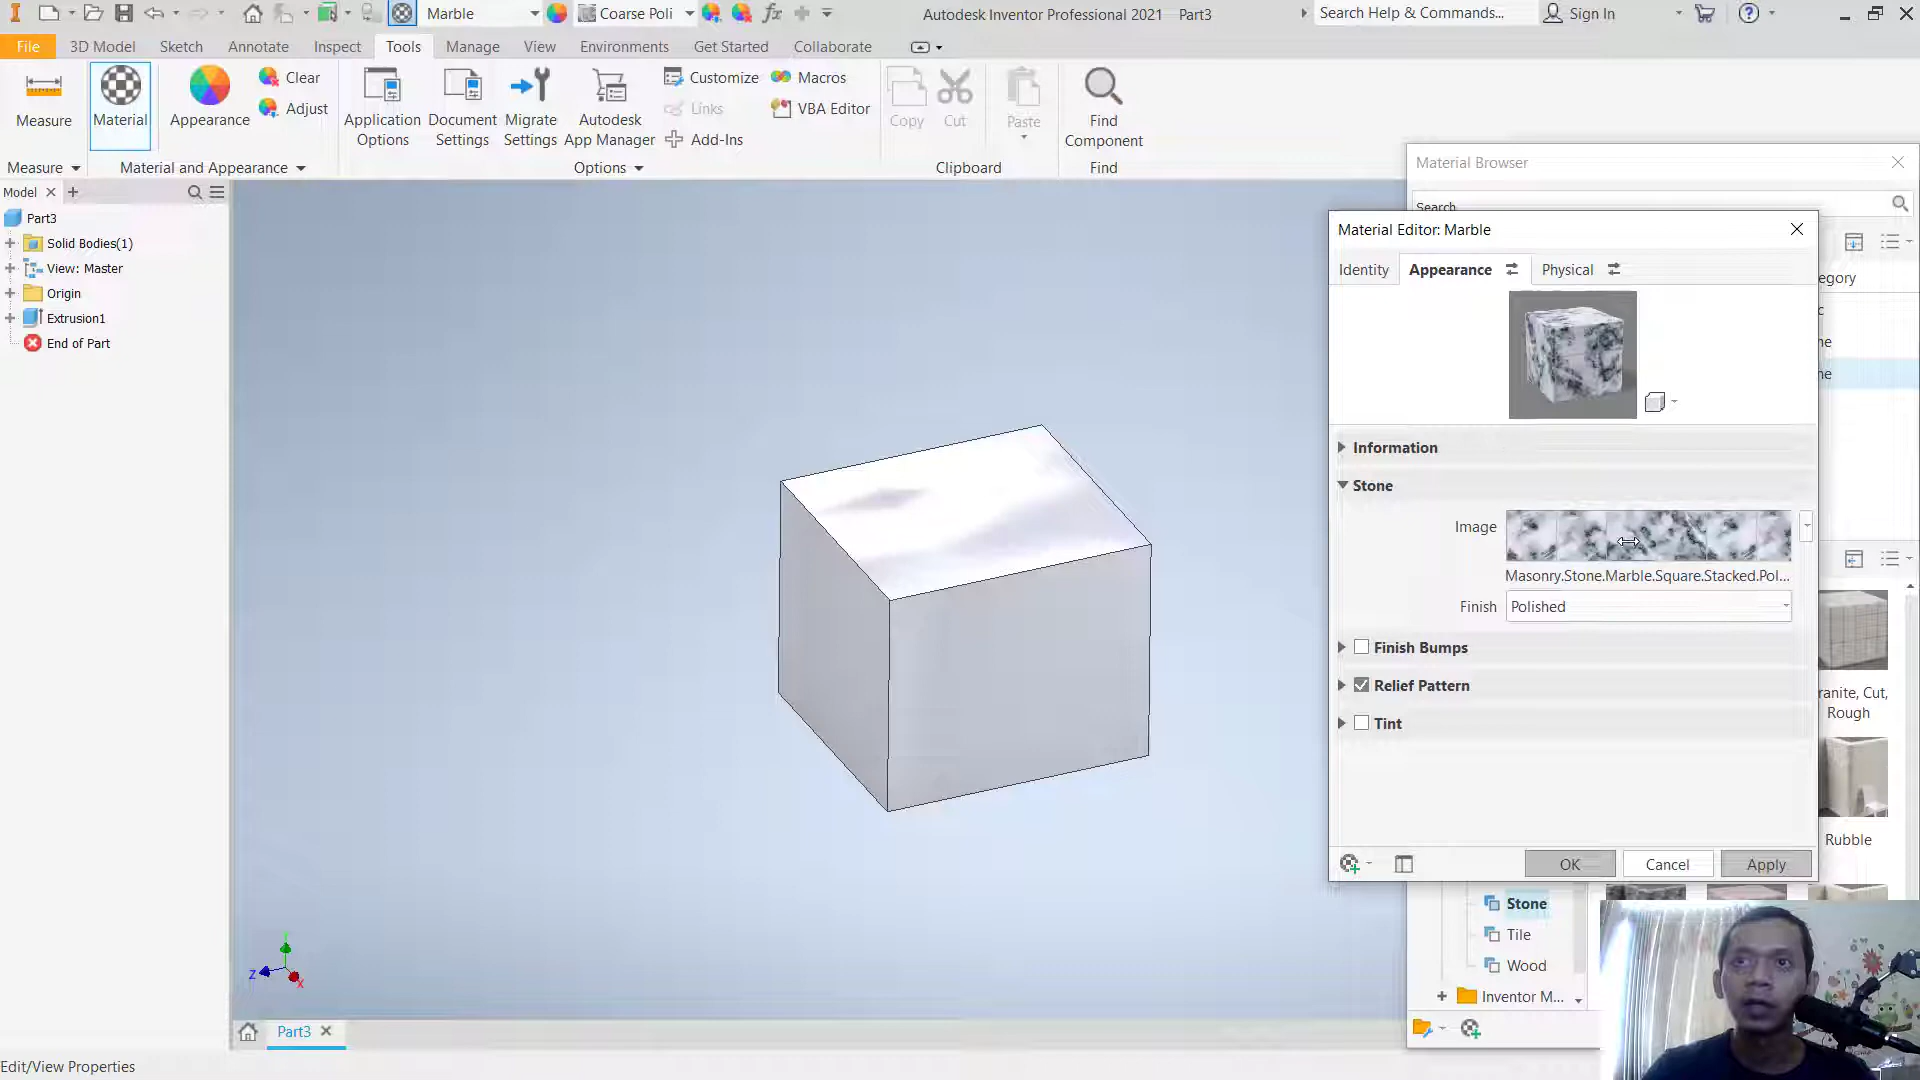 Marble
Coarse Poli
Autodesk Inventor Professional 2021 Part3
Search Help & Commands...
Sign In
File
3D Model
Sketch
Annotate
Inspect
Tools
Manage
View
Environments
Get Started
Collaborate
Measure
Material
Appearance
Clear
Adjust
Application Options
Document Settings
Migrate Settings
Autodesk App Manager
Customize
Links
Add-Ins
Macros
VBA Editor
Copy
Cut
Paste
Find Component
Measure
Material and Appearance
Options
Clipboard
Find
Model
Part3
Solid Bodies(1)
View: Master
Origin
Extrusion1
End of Part
Material Browser
Search
Material Editor: Marble
Identity
Appearance
Physical
egory
Information
Stone
Image
Masonry.Stone.Marble.Square.Stacked.Pol...
Finish
Polished
Finish Bumps
Relief Pattern
Tint
OK
Cancel
Apply
ranite, Cut,
Rough
Rubble
Stone
Tile
Wood
Inventor M...
Z
X
Part3
Edit/View Properties